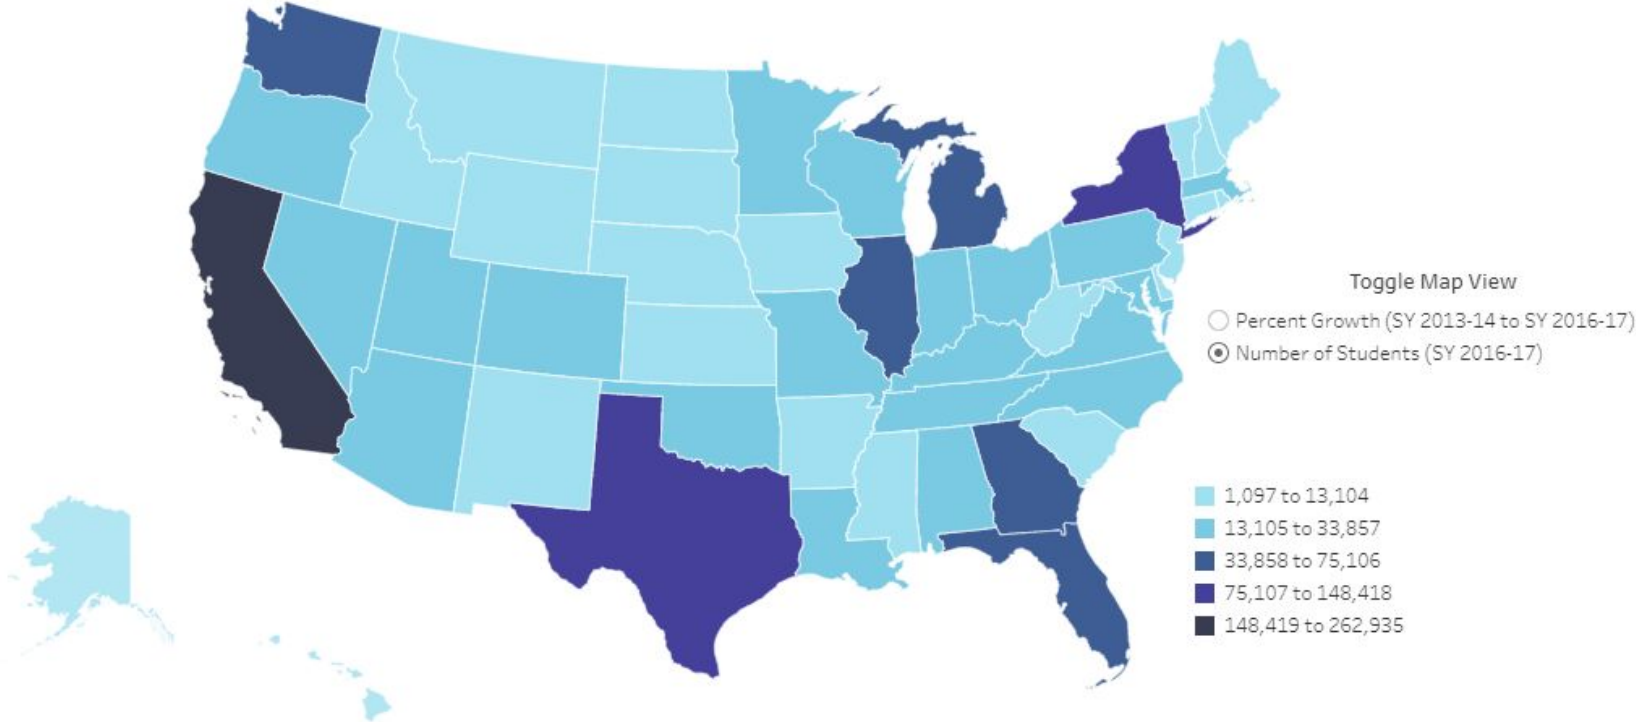 Toggle Map View
Percent Growth (SY 2013-14 to SY 2016-17)
Number of Students (SY 2016-17)
1,097 to 13,104
13,105 to 33,857
33,858 to 75,106
75,107 to 148,418
148,419 to 262,935